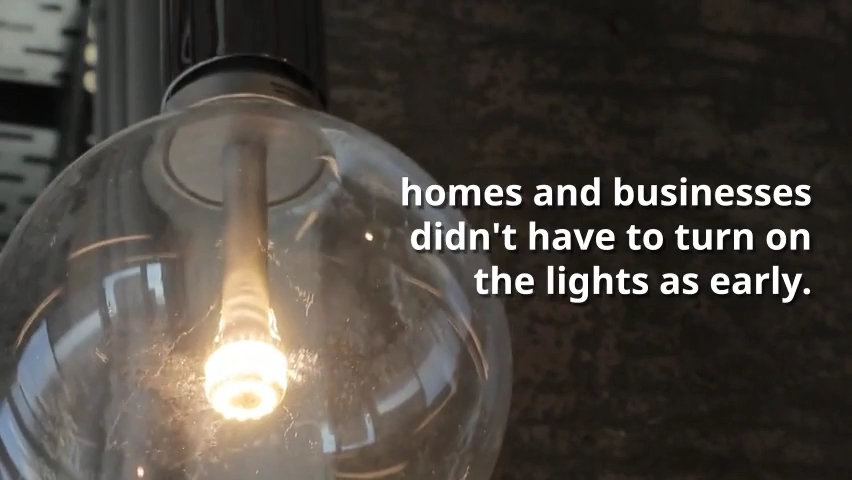 homes and businesses
didn't have to turn on
the lights as early.